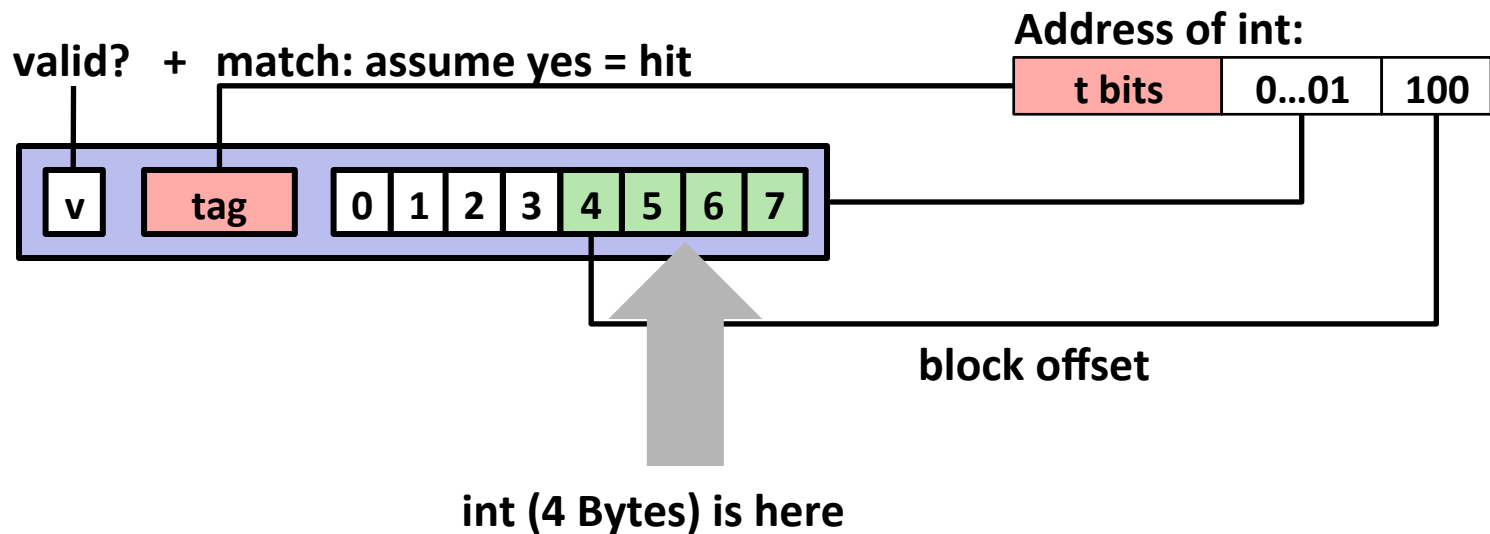 Address of int:
valid? + match: assume yes = hit
t bits 0...01 100
v tag 0 1 2 3 4 5 6 7
block offset
int (4 Bytes) is here